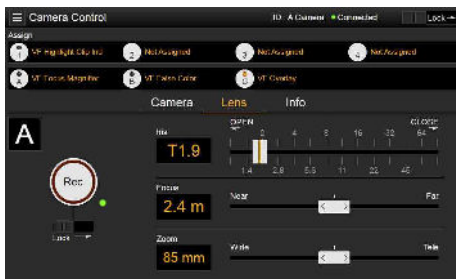 Camera Control
ID A Camera Connected
Lock
Assign
1 VF Highlight Clip Ind
2 Not Assigned
3 Not Assigned
4 Not Assigned
A VF Focus Magnifier
B VF False Color
C VF Overlay
Camera Lens Info
A
Rec
Lock
Iris
T1.9
OPEN CLOSE
2 4 8 16 32 64
1.4 2.8 5.6 11 22 45
Focus
2.4 m
Near Far
Zoom
85 mm
Wide Tele